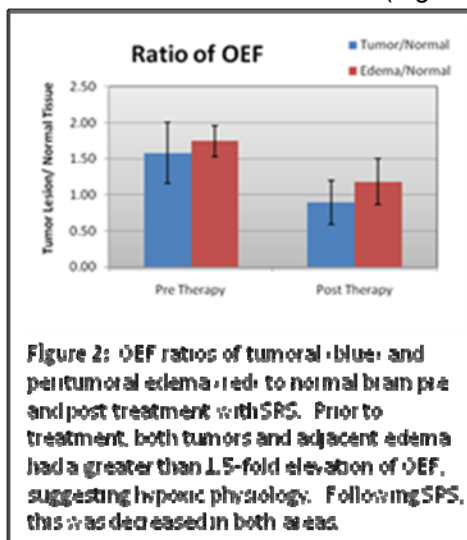 Ratio of OEF
Tumor/Normal
Edema/Normal
Tumor Lesion/ Normal Tissue
2.50
2.00
1.50
1.00
0.50
0.00
Pre Therapy
Post Therapy
Figure 2: OEF ratios of tumoral (blue) and
peritumoral edema (red) to normal brain pre
and post treatment with SRS. Prior to
treatment, both tumors and adjacent edema
had a greater than 1.5-fold elevation of OEF,
suggesting hypoxic physiology. Following SRS,
this was decreased in both areas.